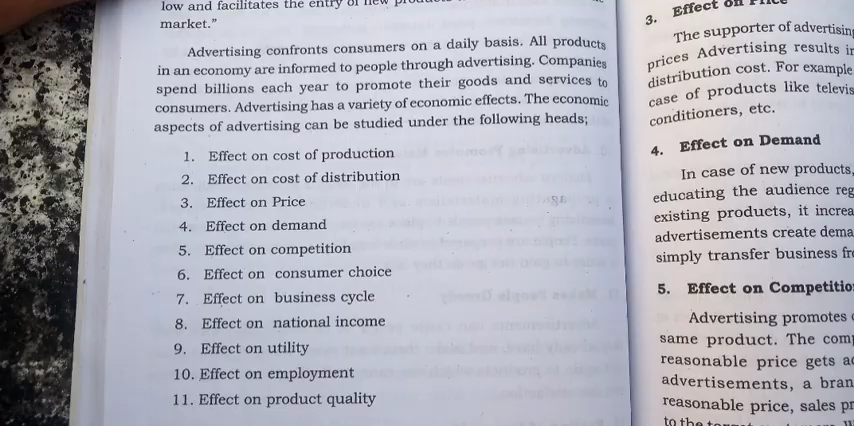 low and facilitates the entry of new
market."
Advertising confronts consumers on a daily basis. All products
in an economy are informed to people through advertising. Companies
spend billions each year to promote their goods and services to
consumers. Advertising has a variety of economic effects. The economic
aspects of advertising can be studied under the following heads;
1. Effect on cost of production
2. Effect on cost of distribution
3. Effect on Price
4. Effect on demand
5. Effect on competition
6. Effect on consumer choice
7. Effect on business cycle
8. Effect on national income
9. Effect on utility
10. Effect on employment
11. Effect on product quality
3. Effect on Price
The supporter of advertising
prices Advertising results in
distribution cost. For example
case of products like televis
conditioners, etc.
4. Effect on Demand
In case of new products,
educating the audience reg
existing products, it increa
advertisements create dema
simply transfer business fr
5. Effect on Competitio
Advertising promotes
same product. The com
reasonable price gets
advertisements, a bran
reasonable price, sales pr
to the